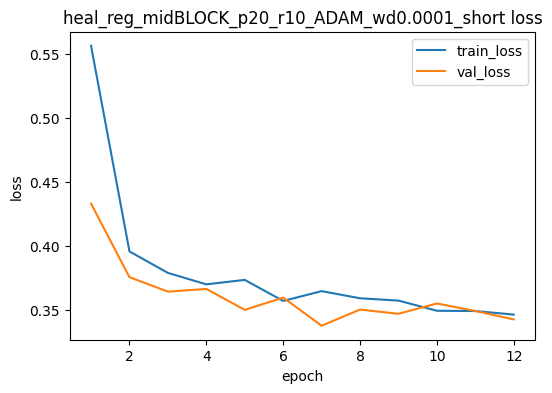 heal_reg_midBLOCK_p20_r10_ADAM_wd0.0001_short loss
train_loss
val_loss
0.55
0.50
0.45
0.40
0.35
loss
2
4
6
8
10
12
epoch